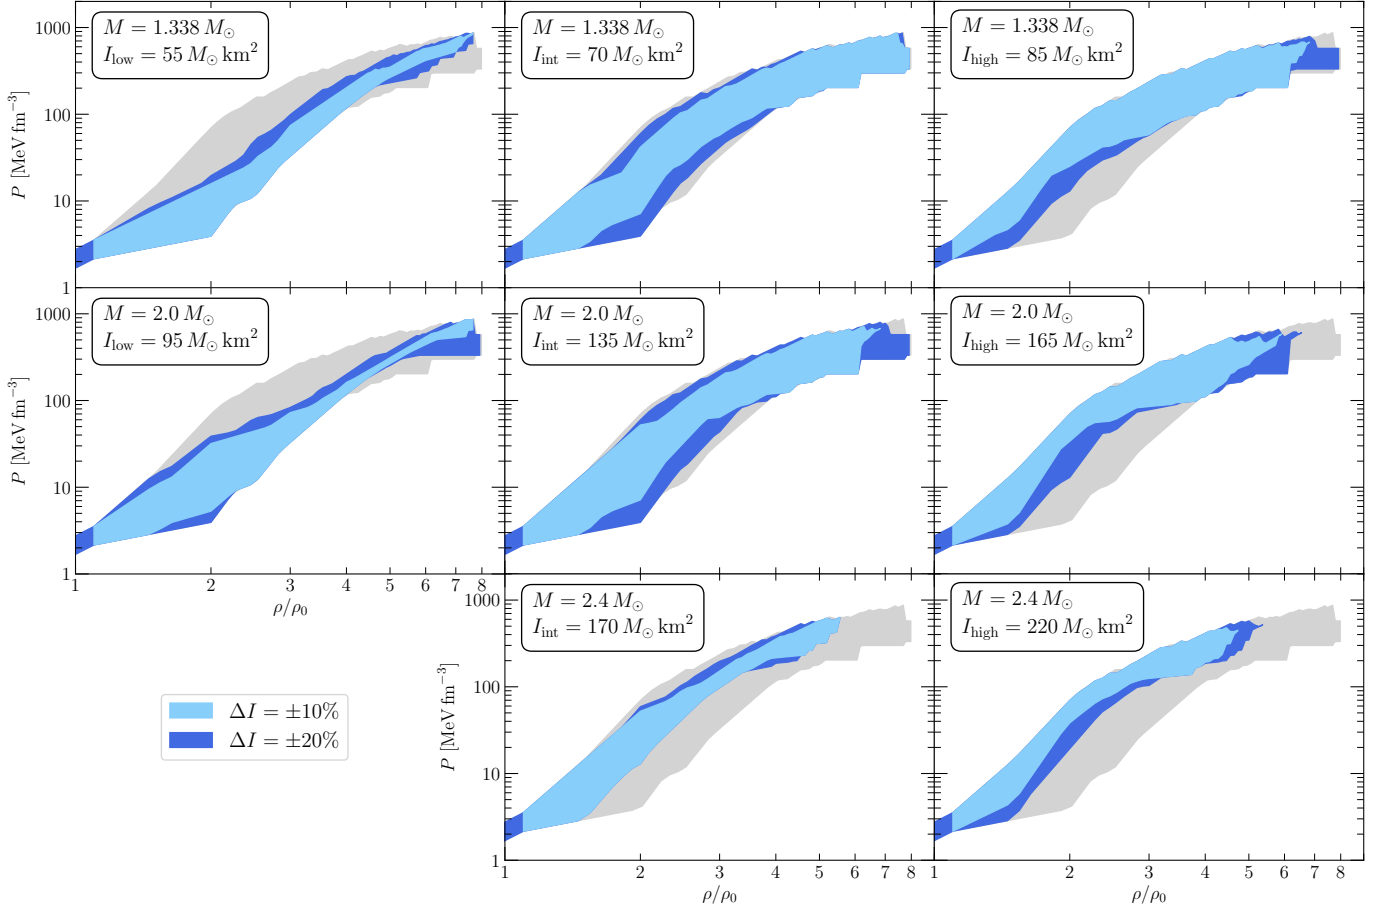 M = 1.338 M☉
I_low = 55 M☉ km²
M = 1.338 M☉
I_int = 70 M☉ km²
M = 1.338 M☉
I_high = 85 M☉ km²
1000
100
10
1
P [MeV fm⁻³]
M = 2.0 M☉
I_low = 95 M☉ km²
M = 2.0 M☉
I_int = 135 M☉ km²
M = 2.0 M☉
I_high = 165 M☉ km²
1000
100
10
1
P [MeV fm⁻³]
1 2 3 4 5 6 7 8
ρ/ρ₀
M = 2.4 M☉
I_int = 170 M☉ km²
M = 2.4 M☉
I_high = 220 M☉ km²
1000
100
10
1
P [MeV fm⁻³]
ΔI = ±10%
ΔI = ±20%
1 2 3 4 5 6 7 8
1 2 3 4 5 6 7 8
ρ/ρ₀
ρ/ρ₀